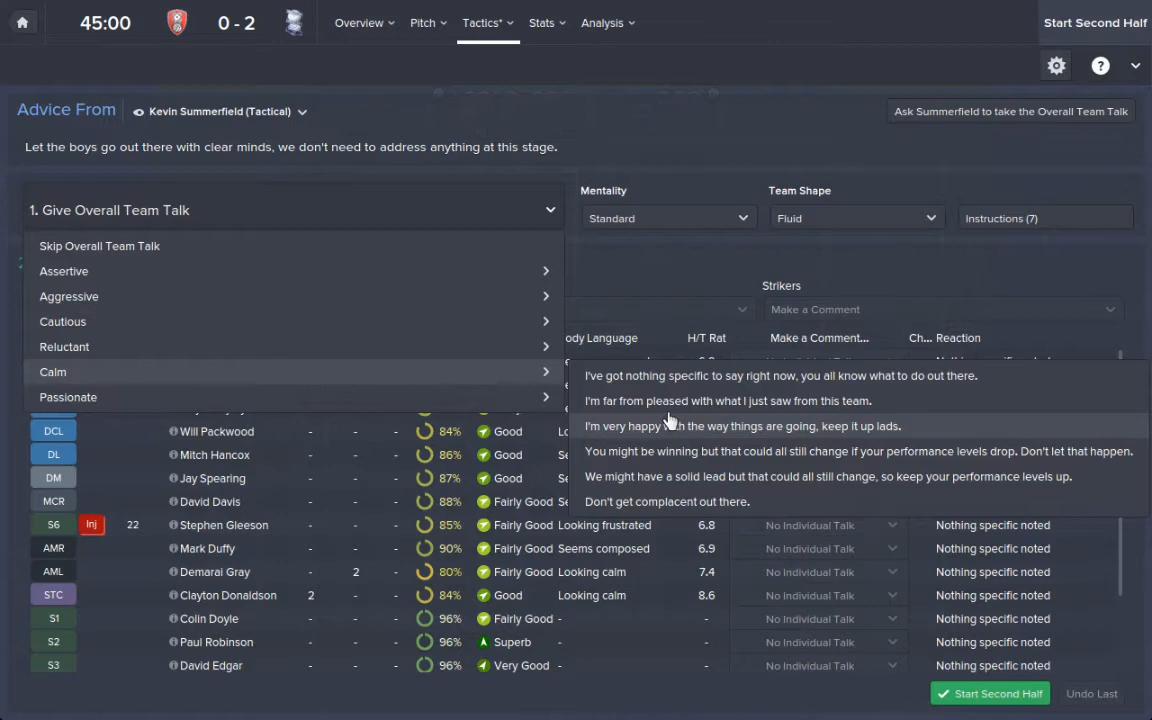 45:00 0 - 2 Overview Pitch Tactics* Stats Analysis Start Second Half
?
Advice From Kevin Summerfield (Tactical) Ask Summerfield to take the Overall Team Talk
Let the boys go out there with clear minds, we don't need to address anything at this stage.
Mentality Team Shape
1. Give Overall Team Talk Standard Fluid Instructions (7)
Skip Overall Team Talk
Assertive
Strikers
Aggressive
Make a Comment
Cautious
Body Language H/T Rat Make a Comment... Ch... Reaction
Reluctant
Calm
I've got nothing specific to say right now, you all know what to do out there.
Passionate
I'm far from pleased with what I just saw from this team.
I'm very happy with the way things are going, keep it up lads.
DCL Will Packwood - - - 84% Good
You might be winning but that could all still change if your performance levels drop. Don't let that happen.
DL Mitch Hancox - - - 86% Good
We might have a solid lead but that could all still change, so keep your performance levels up.
DM Jay Spearing - - - 87% Good
Don't get complacent out there.
MCR David Davis - - - 88% Fairly Good
S6 Inj 22 Stephen Gleeson - - - 85% Fairly Good Looking frustrated 6.8 No Individual Talk Nothing specific noted
AMR Mark Duffy - - - 90% Fairly Good Seems composed 6.9 No Individual Talk Nothing specific noted
AML Demarai Gray - 2 - 80% Fairly Good Looking calm 7.4 No Individual Talk Nothing specific noted
STC Clayton Donaldson 2 - - 84% Good Looking calm 8.6 No Individual Talk Nothing specific noted
S1 Colin Doyle - - - 96% Fairly Good - - No Individual Talk Nothing specific noted
S2 Paul Robinson - - - 96% Superb - - No Individual Talk Nothing specific noted
S3 David Edgar - - - 96% Very Good - - No Individual Talk Nothing specific noted
Start Second Half Undo Last